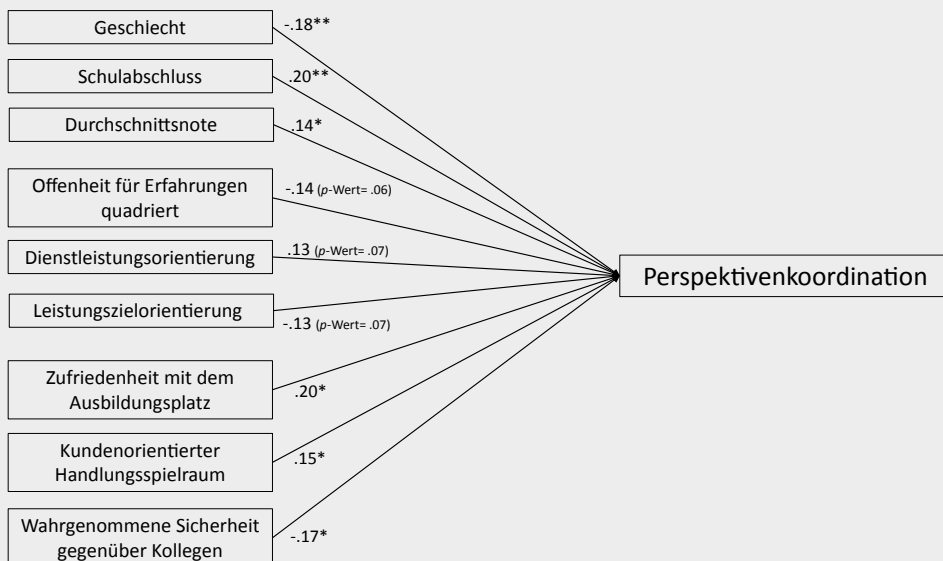 Geschlecht
-.18**
Schulabschluss
.20**
Durchschnittsnote
.14*
Offenheit für Erfahrungen
quadriert
-.14 (p-Wert= .06)
Dienstleistungsorientierung
.13 (p-Wert= .07)
Leistungszielorientierung
-.13 (p-Wert= .07)
Zufriedenheit mit dem
Ausbildungsplatz
.20*
Kundenorientierter
Handlungsspielraum
.15*
Wahrgenommene Sicherheit
gegenüber Kollegen
-.17*
Perspektivenkoordination